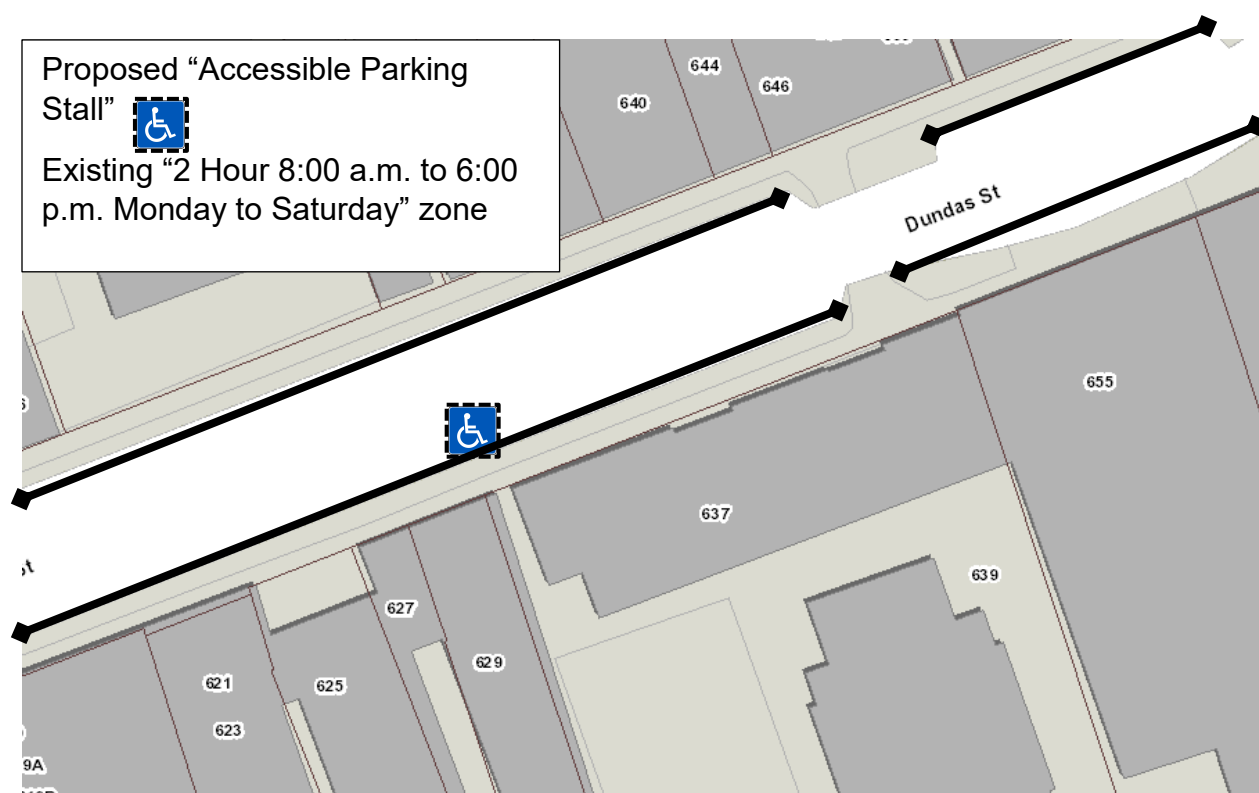 Proposed “Accessible Parking
Stall”
Existing “2 Hour 8:00 a.m. to 6:00
p.m. Monday to Saturday” zone
644
646
640
Dundas St
655
637
639
627
629
621
625
623
9A